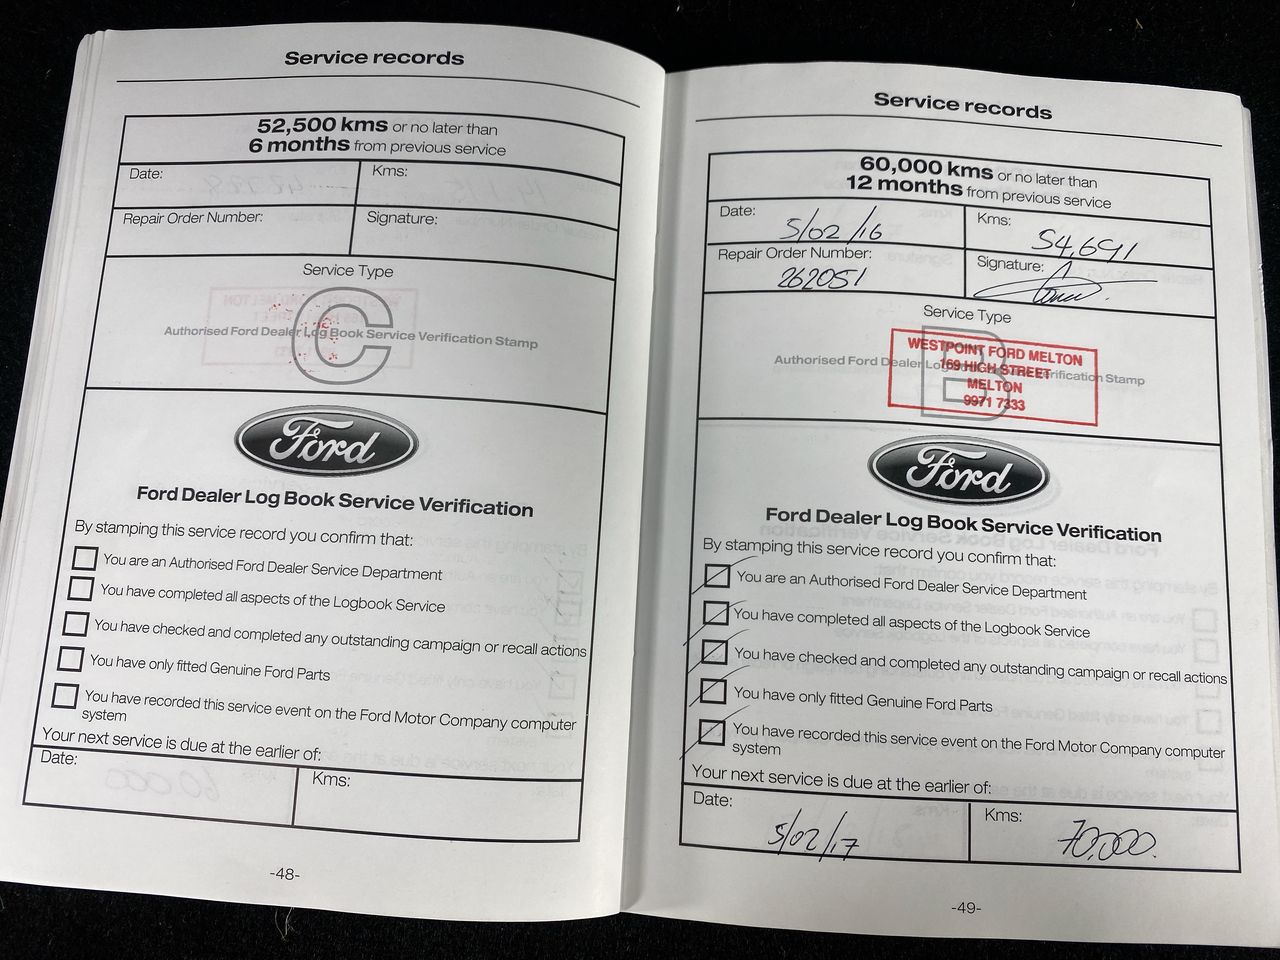 Service records
52,500 kms or no later than
6 months from previous service
Date:
Kms:
Repair Order Number:
Signature:
Service Type
C
Authorised Ford Dealer Log Book Service Verification Stamp
Ford
Ford Dealer Log Book Service Verification
By stamping this service record you confirm that:
You are an Authorised Ford Dealer Service Department
You have completed all aspects of the Logbook Service
You have checked and completed any outstanding campaign or recall actions
You have only fitted Genuine Ford Parts
You have recorded this service event on the Ford Motor Company computer
system
Your next service is due at the earlier of:
Date:
Kms:
-48-
Service records
60,000 kms or no later than
12 months from previous service
Date: 5/02/16
Kms: 54,691
Repair Order Number:
262051
Signature:
Service Type
B
Authorised Ford Dealer Log Verification Stamp
WESTPOINT FORD MELTON
169 HIGH STREET
MELTON
9971 7333
Ford
Ford Dealer Log Book Service Verification
By stamping this service record you confirm that:
You are an Authorised Ford Dealer Service Department
You have completed all aspects of the Logbook Service
You have checked and completed any outstanding campaign or recall actions
You have only fitted Genuine Ford Parts
You have recorded this service event on the Ford Motor Company computer
system
Your next service is due at the earlier of:
Date: 5/02/17
Kms: 70,000.
-49-